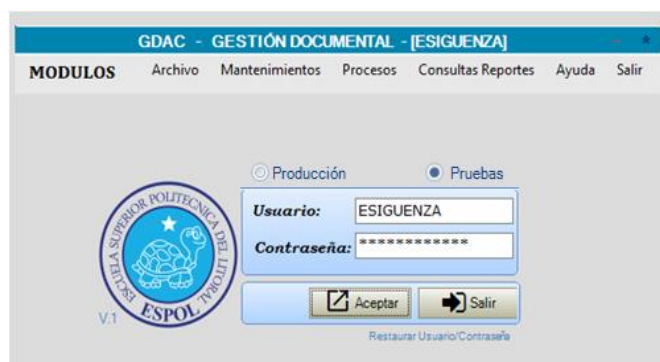 GDAC - GESTIÓN DOCUMENTAL - [ESIGUENZA]
MODULOS Archivo Mantenimientos Procesos Consultas Reportes Ayuda Salir
Producción Pruebas
ESCUELA SUPERIOR POLITECNICA DEL LITORAL
ESPOL
V.1
Usuario: ESIGUENZA
Contraseña: ************
Aceptar Salir
Restaurar Usuario/Contraseña